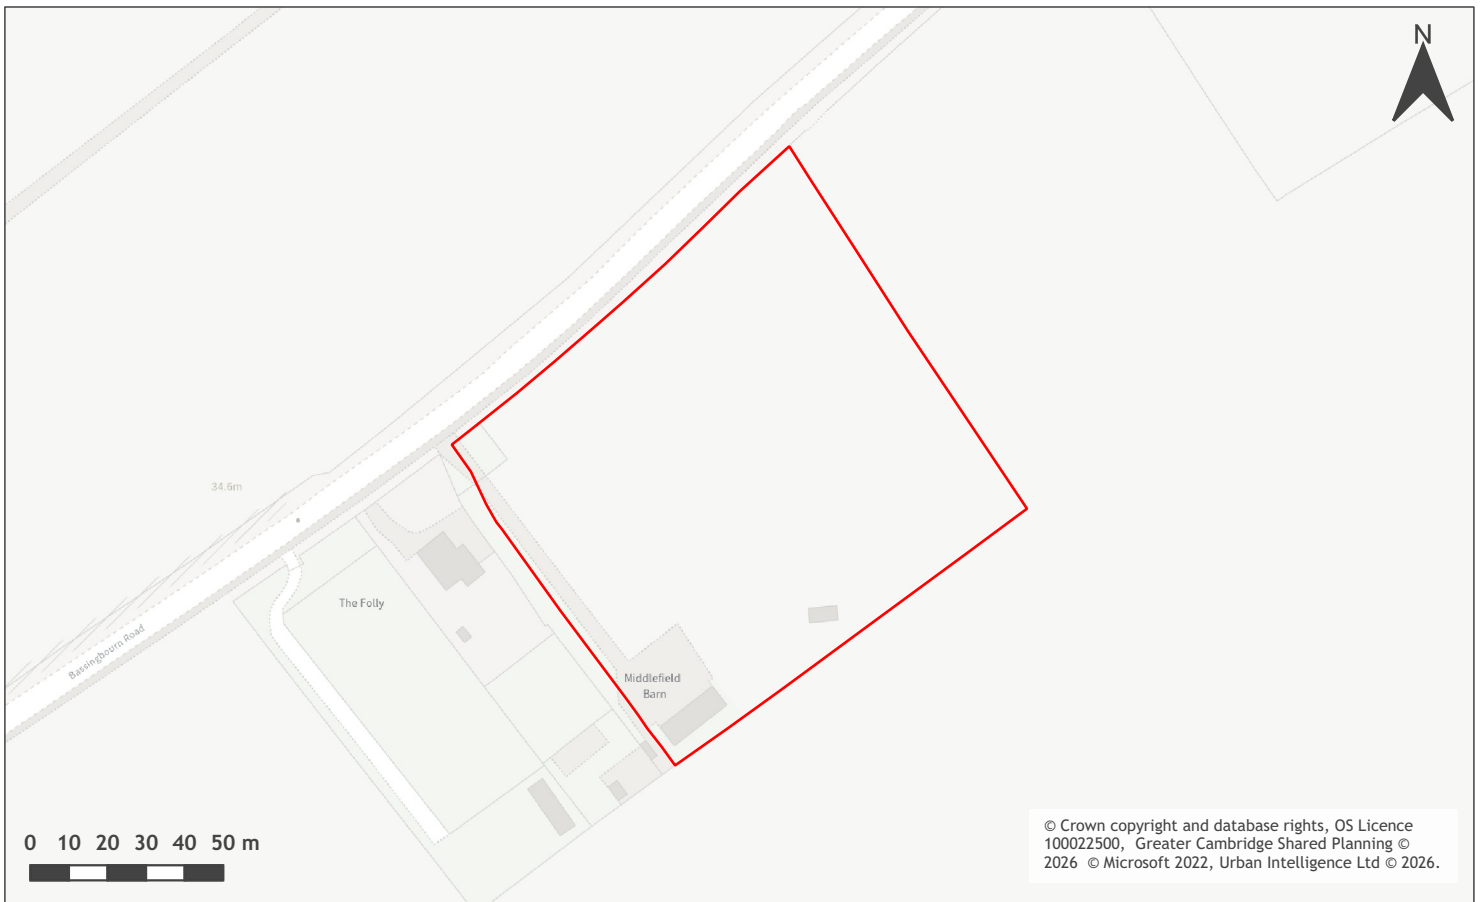 N
34.6m
The Folly
Bassingbourn Road
Middlefield
Barn
0 10 20 30 40 50 m
© Crown copyright and database rights, OS Licence
100022500, Greater Cambridge Shared Planning ©
2026 © Microsoft 2022, Urban Intelligence Ltd © 2026.